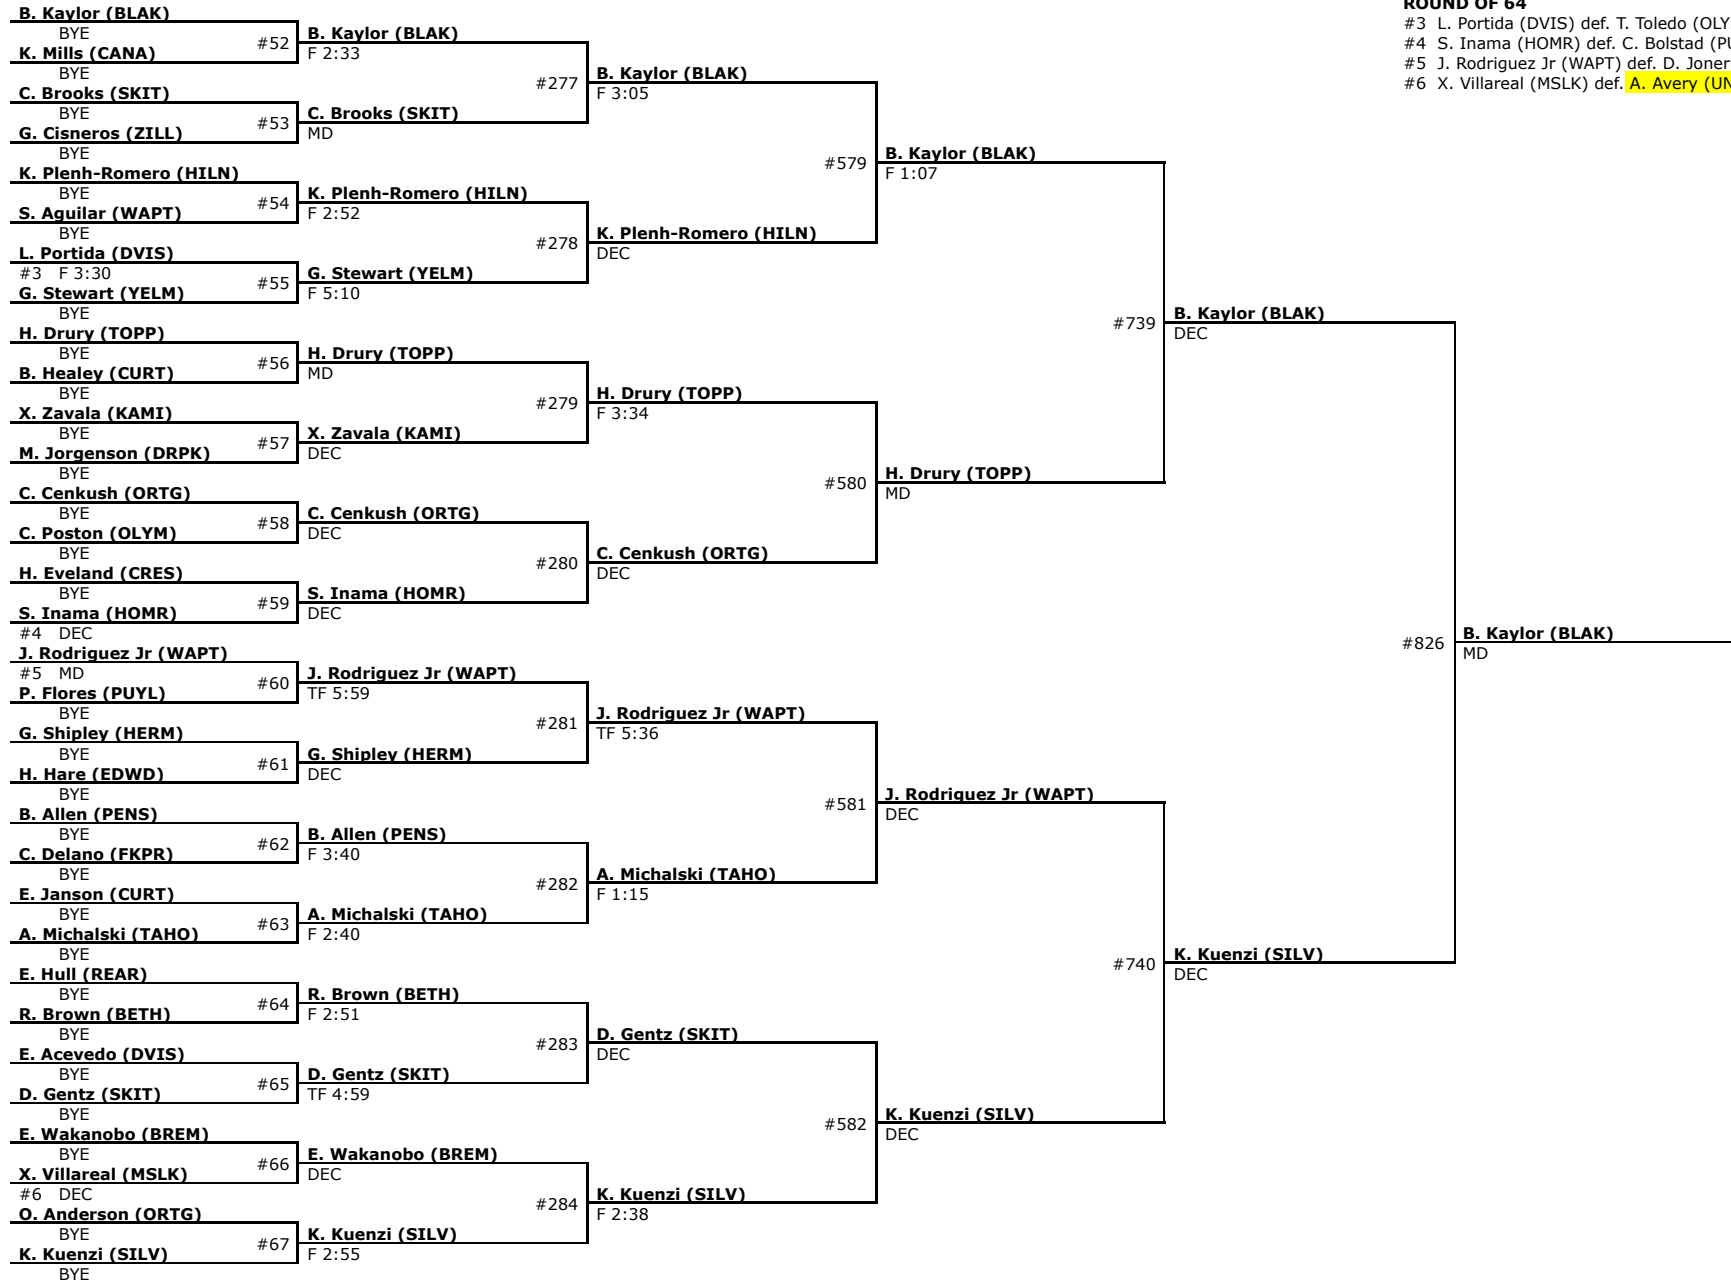 B. Kaylor (BLAK)
BYE
K. Mills (CANA)
BYE
C. Brooks (SKIT)
BYE
G. Cisneros (ZILL)
BYE
K. Plenh-Romero (HILN)
BYE
S. Aguilar (WAPT)
BYE
L. Portida (DVIS)
#3 F 3:30
G. Stewart (YELM)
BYE
H. Drury (TOPP)
BYE
B. Healey (CURT)
BYE
X. Zavala (KAMI)
BYE
M. Jorgenson (DRPK)
BYE
C. Cenkush (ORTG)
BYE
C. Poston (OLYM)
BYE
H. Eveland (CRES)
BYE
S. Inama (HOMR)
#4 DEC
J. Rodriguez Jr (WAPT)
#5 MD
P. Flores (PUYL)
BYE
G. Shipley (HERM)
BYE
H. Hare (EDWD)
BYE
B. Allen (PENS)
BYE
C. Delano (FKPR)
BYE
E. Janson (CURT)
BYE
A. Michalski (TAHO)
BYE
E. Hull (REAR)
BYE
R. Brown (BETH)
BYE
E. Acevedo (DVIS)
BYE
D. Gentz (SKIT)
BYE
E. Wakanobo (BREM)
BYE
X. Villareal (MSLK)
#6 DEC
O. Anderson (ORTG)
BYE
K. Kuenzi (SILV)
BYE
#52
#53
#54
#55
#56
#57
#58
#59
#60
#61
#62
#63
#64
#65
#66
#67
B. Kaylor (BLAK)
F 2:33
C. Brooks (SKIT)
MD
K. Plenh-Romero (HILN)
F 2:52
G. Stewart (YELM)
F 5:10
H. Drury (TOPP)
MD
X. Zavala (KAMI)
DEC
C. Cenkush (ORTG)
DEC
S. Inama (HOMR)
DEC
J. Rodriguez Jr (WAPT)
TF 5:59
G. Shipley (HERM)
DEC
B. Allen (PENS)
F 3:40
A. Michalski (TAHO)
F 2:40
R. Brown (BETH)
F 2:51
D. Gentz (SKIT)
TF 4:59
E. Wakanobo (BREM)
DEC
K. Kuenzi (SILV)
F 2:55
#277
#278
#279
#280
#281
#282
#283
#284
B. Kaylor (BLAK)
F 3:05
K. Plenh-Romero (HILN)
DEC
H. Drury (TOPP)
F 3:34
C. Cenkush (ORTG)
DEC
J. Rodriguez Jr (WAPT)
TF 5:36
A. Michalski (TAHO)
F 1:15
D. Gentz (SKIT)
DEC
K. Kuenzi (SILV)
F 2:38
#579
#580
#581
#582
B. Kaylor (BLAK)
F 1:07
H. Drury (TOPP)
MD
J. Rodriguez Jr (WAPT)
DEC
K. Kuenzi (SILV)
DEC
#739
#740
B. Kaylor (BLAK)
DEC
K. Kuenzi (SILV)
DEC
#826
B. Kaylor (BLAK)
MD
ROUND OF 64
#3 L. Portida (DVIS) def. T. Toledo (OLY
#4 S. Inama (HOMR) def. C. Bolstad (PU
#5 J. Rodriguez Jr (WAPT) def. D. Joner
#6 X. Villareal (MSLK) def. A. Avery (UN